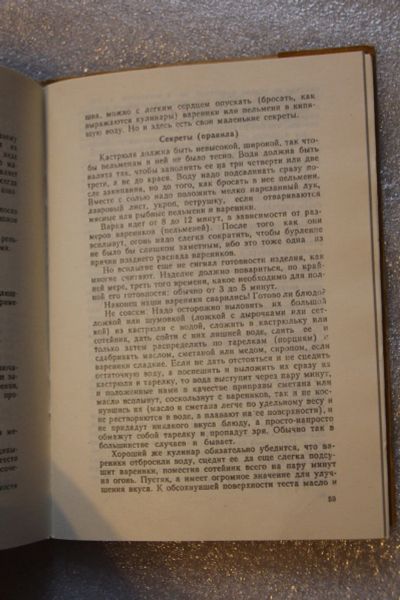 шва, можно с легким сердцем опускать (бросать, как
выражаются кулинары) вареники или пельмени в кипя-
щую воду. Но и здесь есть свои маленькие секреты.
Секреты (правила)
Кастрюля должна быть невысокой, широкой, так что-
бы пельменям в ней не было тесно. Воды должна быть
налита так, чтобы заполнить ее на три четверти или две
трети, а не до краев. Воду надо подсаливать сразу по-
сле закипания, но до того, как бросать в нее пельмени.
Вместе с солью надо положить мелко нарезанный лук,
лавровый лист, укроп, петрушку, если отвариваются
мясные или рыбные пельмени и вареники.
Варка идет от 8 до 12 минут, в зависимости от раз-
меров вареников (пельменей). После того как они
всплывут, огонь надо слегка сократить, чтобы бурление
не было бы слишком заметным, ибо это тоже одна из
причин позднего распада вареников.
Но всплытие еще не сигнал готовности изделия, как
многие считают. Изделие должно повариться, по край-
ней мере, треть того времени, какое необходимо для пол-
ной его готовности: обычно от 3 до 5 минут.
Наконец наши вареники сварились! Готово ли блюдо?
Не совсем. Надо осторожно выловить их большой
ложкой или шумовкой (ложкой с дырочками или сет-
кой) из кастрюли с водой, сложить в кастрюльку или
сотейник, дать сойти с них лишней воде, слить ее и
только затем распределить по тарелкам (порциям) и
сдабривать маслом, сметаной или медом, сиропом, если
вареники сладкие. Если не дать отстояться и не сцедить
остаточную воду, а поспешить и выложить их сразу из
кастрюли в тарелку, то вода выступит через пару минут,
и положенные нами в качестве приправы сметана или
масло всплывут, соскользнут с вареников, так и не кос-
нувшись их (масло и сметана легче по удельному весу и
не растворяются в воде, а плавают на ее поверхности), и
не придадут никакого вкуса блюду, а просто-напросто
обмажут собой тарелку и пропадут зря. Обычно так в
большинстве случаев и бывает.
Хороший же кулинар обязательно убедится, что ва-
реники отбросили воду, сцедит ее да еще слегка подсу-
шит вареники, поместив сотейник всего на пару минут
на огонь. Пустяк, а имеет огромное значение для улуч-
шения вкуса. К обсохнувшей поверхности теста масло и
59